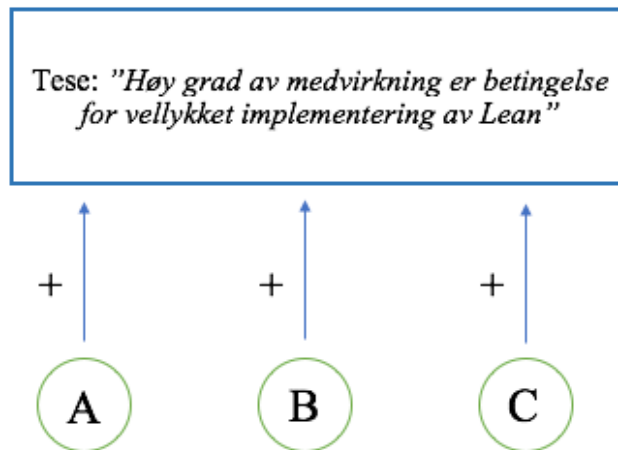 Tese: ”Høy grad av medvirkning er betingelse
for vellykket implementering av Lean”
+ + +
A B C